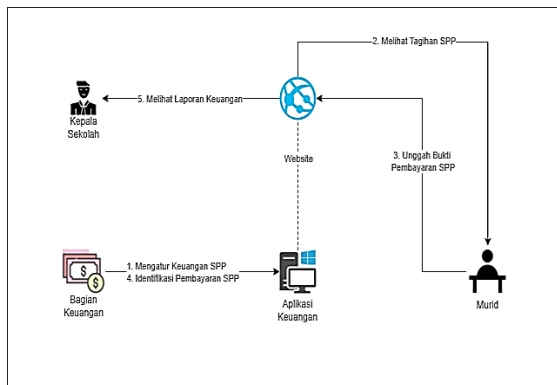 2. Melihat Tagihan SPP
5. Melihat Laporan Keuangan
Kepala
Sekolah
Website
3. Unggah Bukti
Pembayaran SPP
1. Mengatur Keuangan SPP
4. Identifikasi Pembayaran SPP
Bagian
Keuangan
Aplikasi
Keuangan
Murid